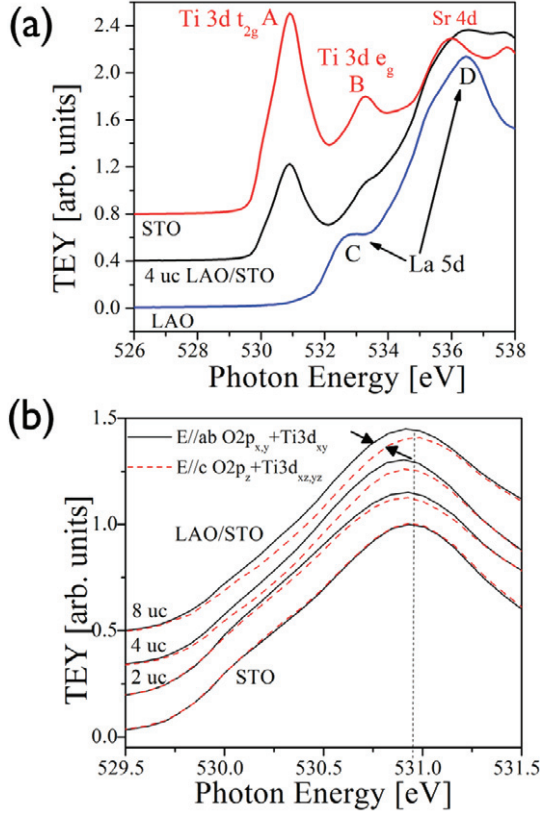 (a)
Ti 3d t2g A
Ti 3d eg
B
Sr 4d
D
C
La 5d
STO
4 uc LAO/STO
LAO
TEY [arb. units]
2.4
2.0
1.6
1.2
0.8
0.4
0.0
526 528 530 532 534 536 538
Photon Energy [eV]
(b)
E//ab O2px,y+Ti3dxy
E//c O2pz+Ti3dxz,yz
LAO/STO
8 uc
4 uc
2 uc
STO
TEY [arb. units]
1.5
1.0
0.5
0.0
529.5 530.0 530.5 531.0 531.5
Photon Energy [eV]